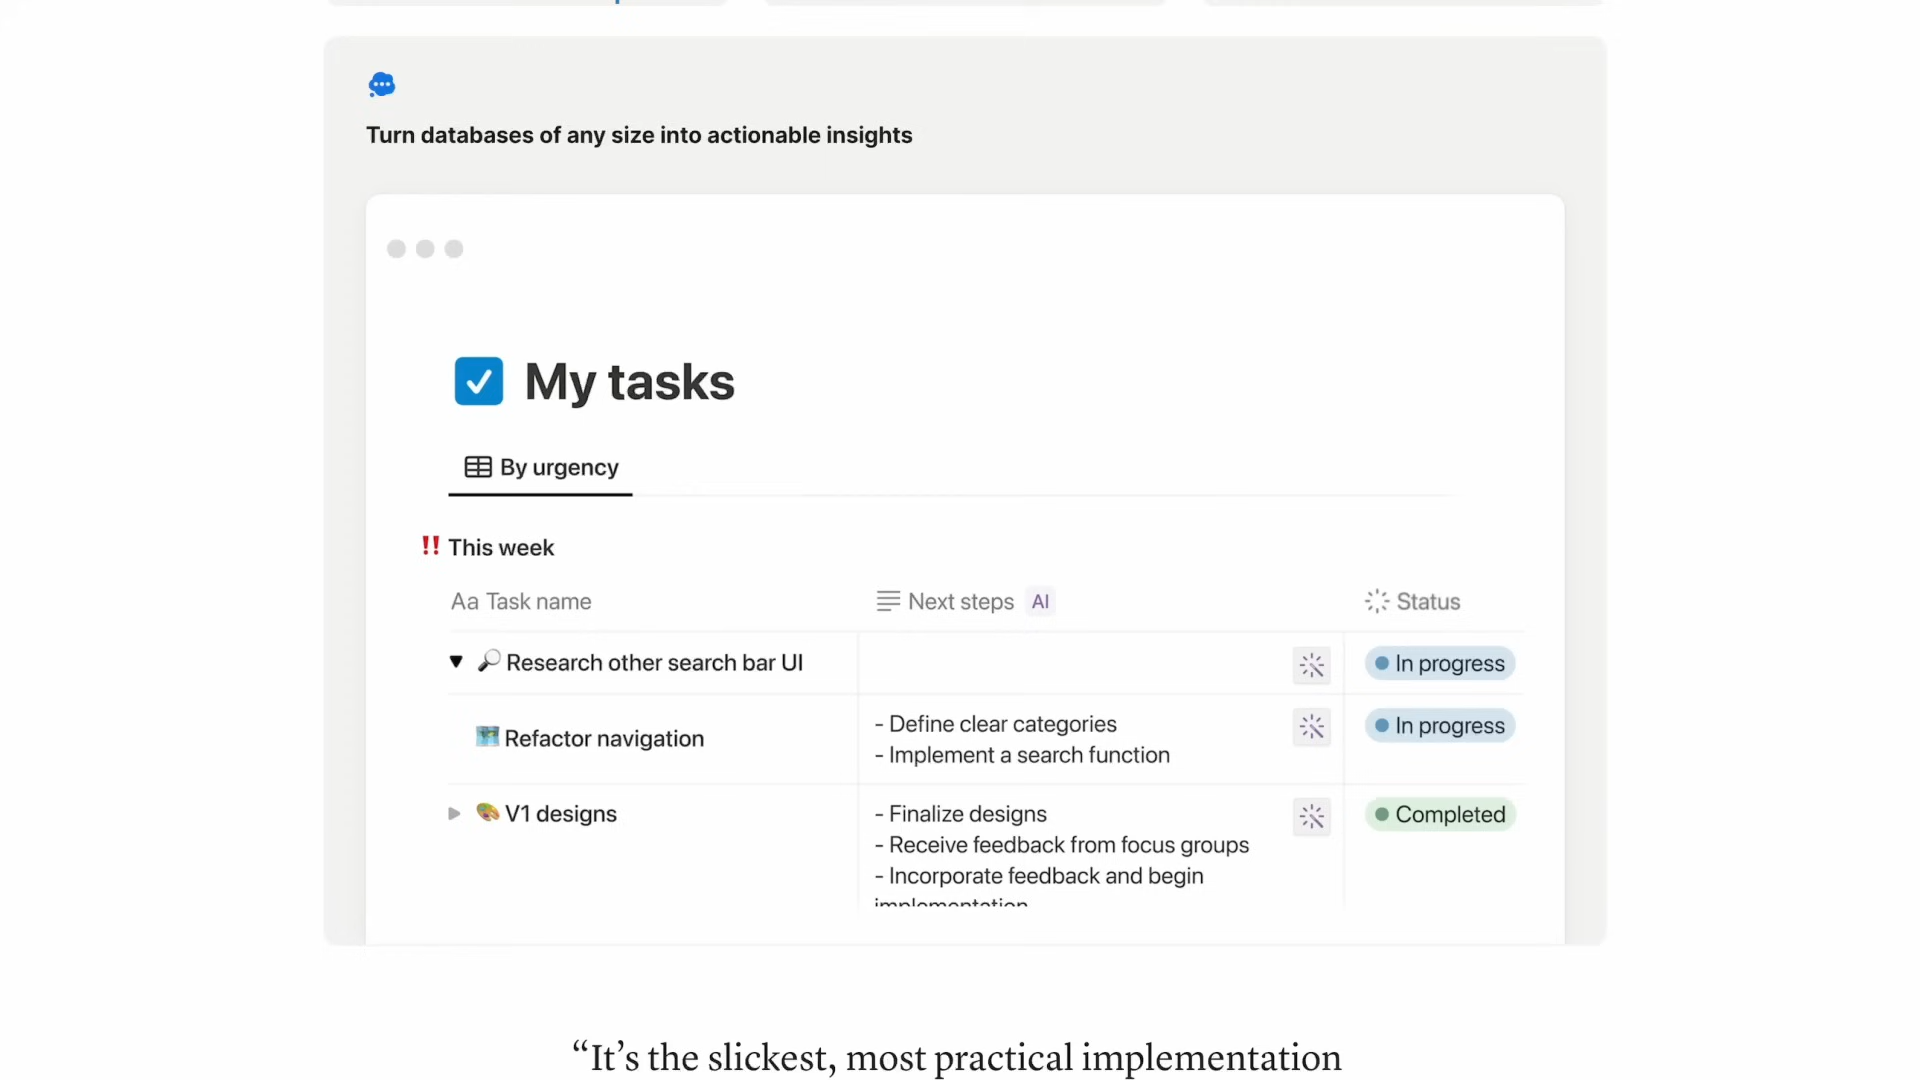 Turn databases of any size into actionable insights
My tasks
By urgency
‼ This week
Aa Task name
Next steps AI
Status
Research other search bar UI
In progress
Refactor navigation
- Define clear categories
- Implement a search function
In progress
V1 designs
- Finalize designs
- Receive feedback from focus groups
- Incorporate feedback and begin
implementation
Completed
“It’s the slickest, most practical implementation